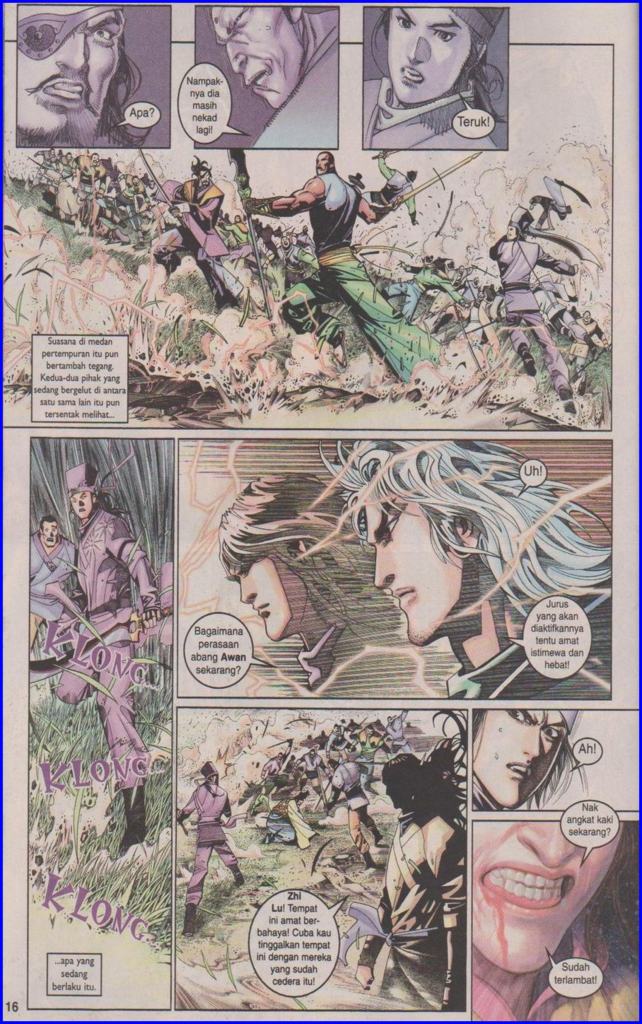 Apa?
Nampak-
nya dia
masih
nekad
lagi!
Teruk!
Suasana di medan
pertempuran itu pun
bertambah tegang.
Kedua-dua pihak yang
sedang bergelut di antara
satu sama lain itu pun
tersentak melihat...
KLONG...
KLONG...
KLONG...
...apa yang
sedang
berlaku itu.
Uh!
Bagaimana
perasaan
abang Awan
sekarang?
Jurus
yang akan
diaktifkannya
tentu amat
istimewa dan
hebat!
Zhi
Lu! Tempat
ini amat ber-
bahaya! Cuba kau
tinggalkan tempat
ini dengan mereka
yang sudah
cedera itu!
Ah!
Nak
angkat kaki
sekarang?
Sudah
terlambat!
16